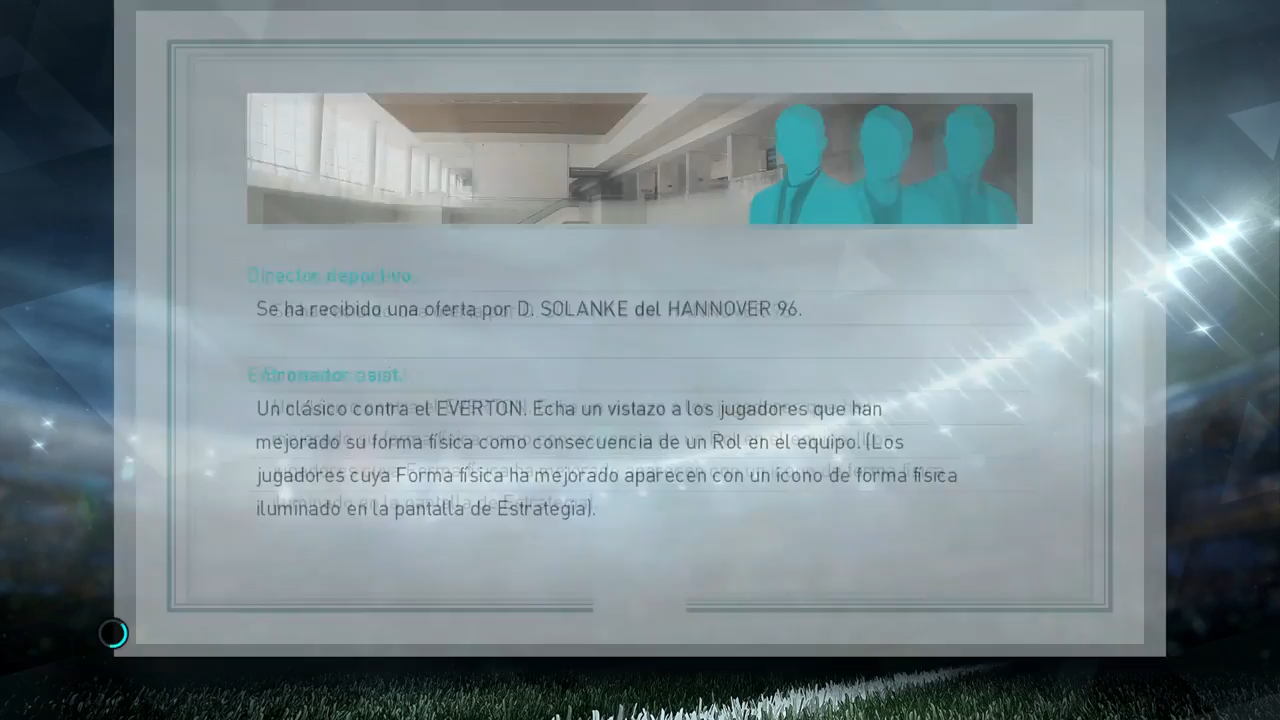 Director deportivo
Se ha recibido una oferta por D. SOLANKE del HANNOVER 96.
Entrenador asist.
Un clásico contra el EVERTON. Echa un vistazo a los jugadores que han
mejorado su forma física como consecuencia de un Rol en el equipo. (Los
jugadores cuya Forma física ha mejorado aparecen con un icono de forma física
iluminado en la pantalla de Estrategia).